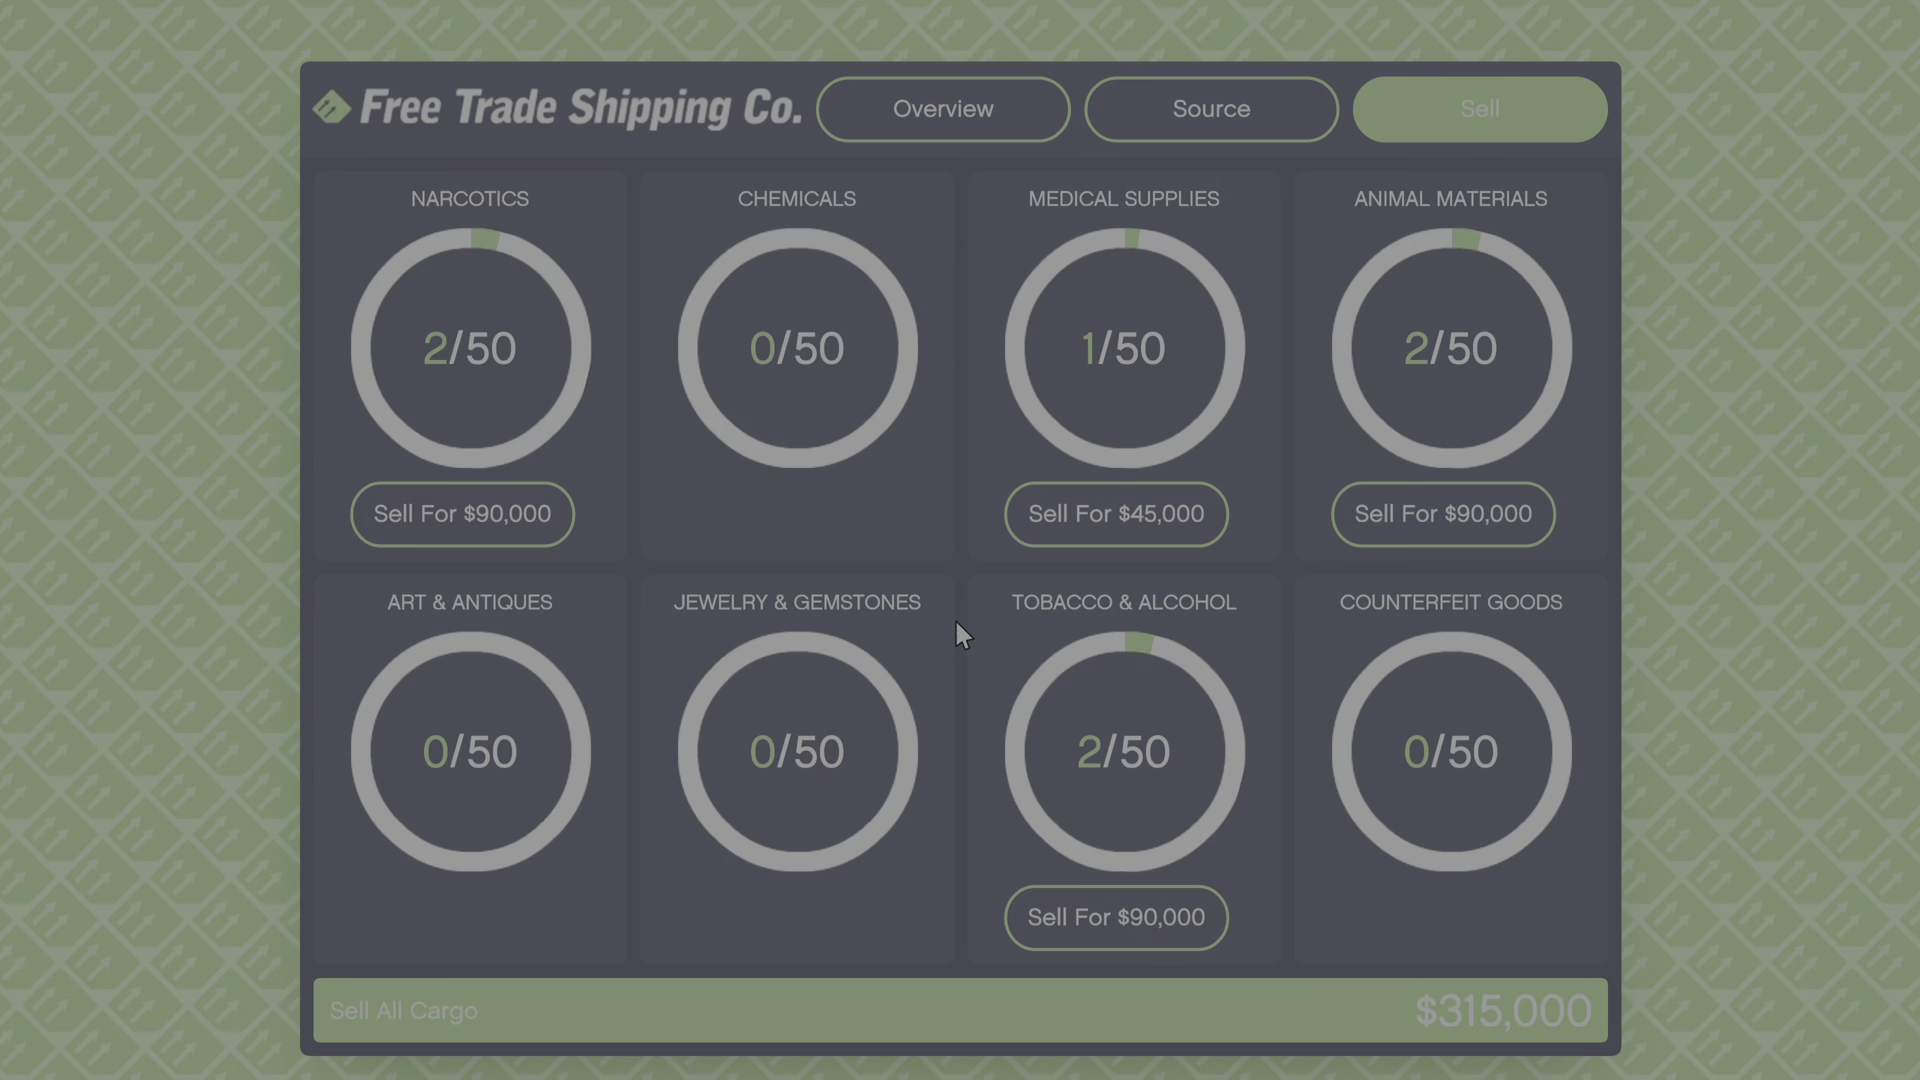 Free Trade Shipping Co.
Overview
Source
Sell
NARCOTICS
CHEMICALS
MEDICAL SUPPLIES
ANIMAL MATERIALS
2/50
0/50
1/50
2/50
Sell For $90,000
Sell For $45,000
Sell For $90,000
ART & ANTIQUES
JEWELRY & GEMSTONES
TOBACCO & ALCOHOL
COUNTERFEIT GOODS
0/50
0/50
2/50
0/50
Sell For $90,000
Sell All Cargo
$315,000